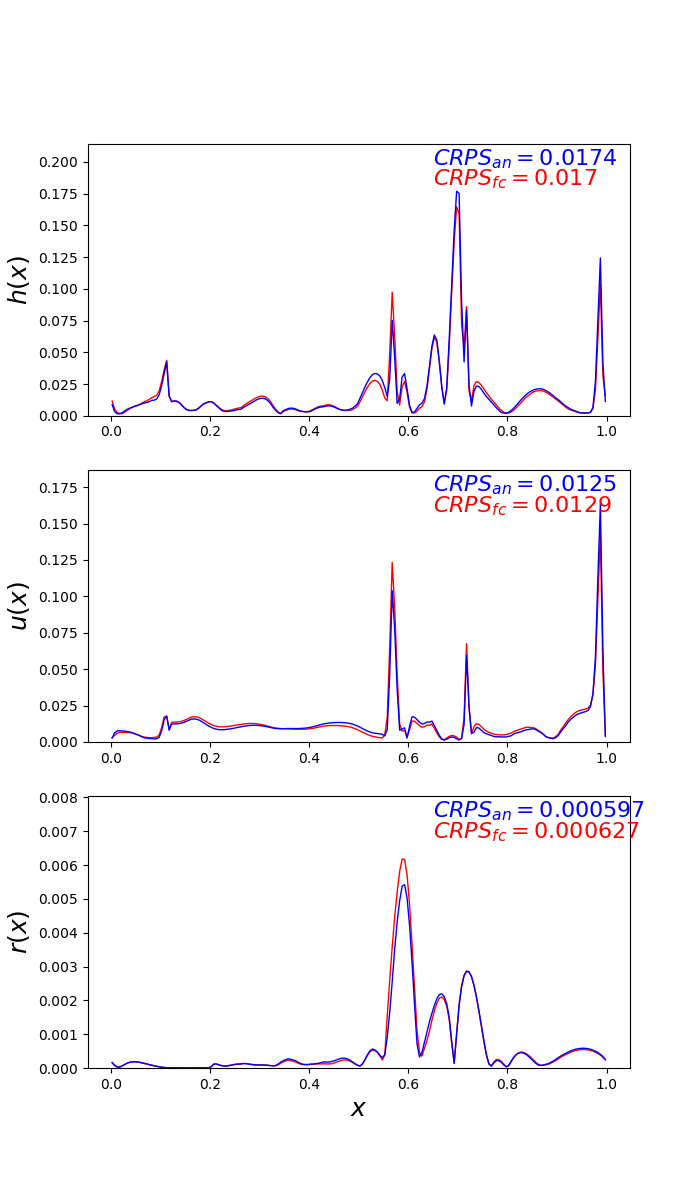 CRPS_an = 0.0174
CRPS_fc = 0.017
0.200
0.175
0.150
0.125
0.100
0.075
0.050
0.025
0.000
h(x)
0.0 0.2 0.4 0.6 0.8 1.0
CRPS_an = 0.0125
CRPS_fc = 0.0129
0.175
0.150
0.125
0.100
0.075
0.050
0.025
0.000
u(x)
0.0 0.2 0.4 0.6 0.8 1.0
CRPS_an = 0.000597
CRPS_fc = 0.000627
0.008
0.007
0.006
0.005
0.004
0.003
0.002
0.001
0.000
r(x)
0.0 0.2 0.4 0.6 0.8 1.0
x